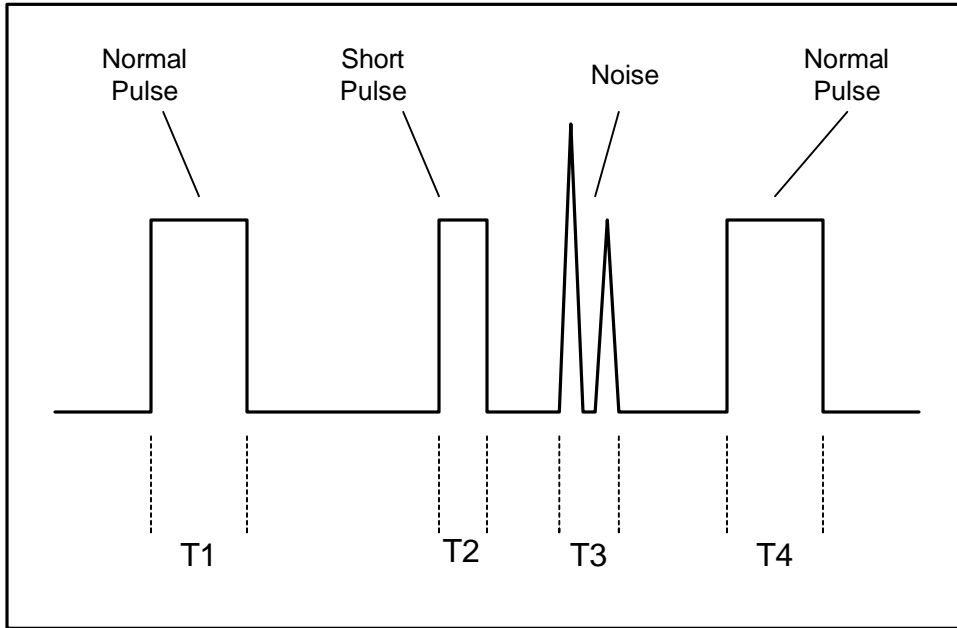 Normal
Pulse
Short
Pulse
Noise
Normal
Pulse
T1
T2
T3
T4